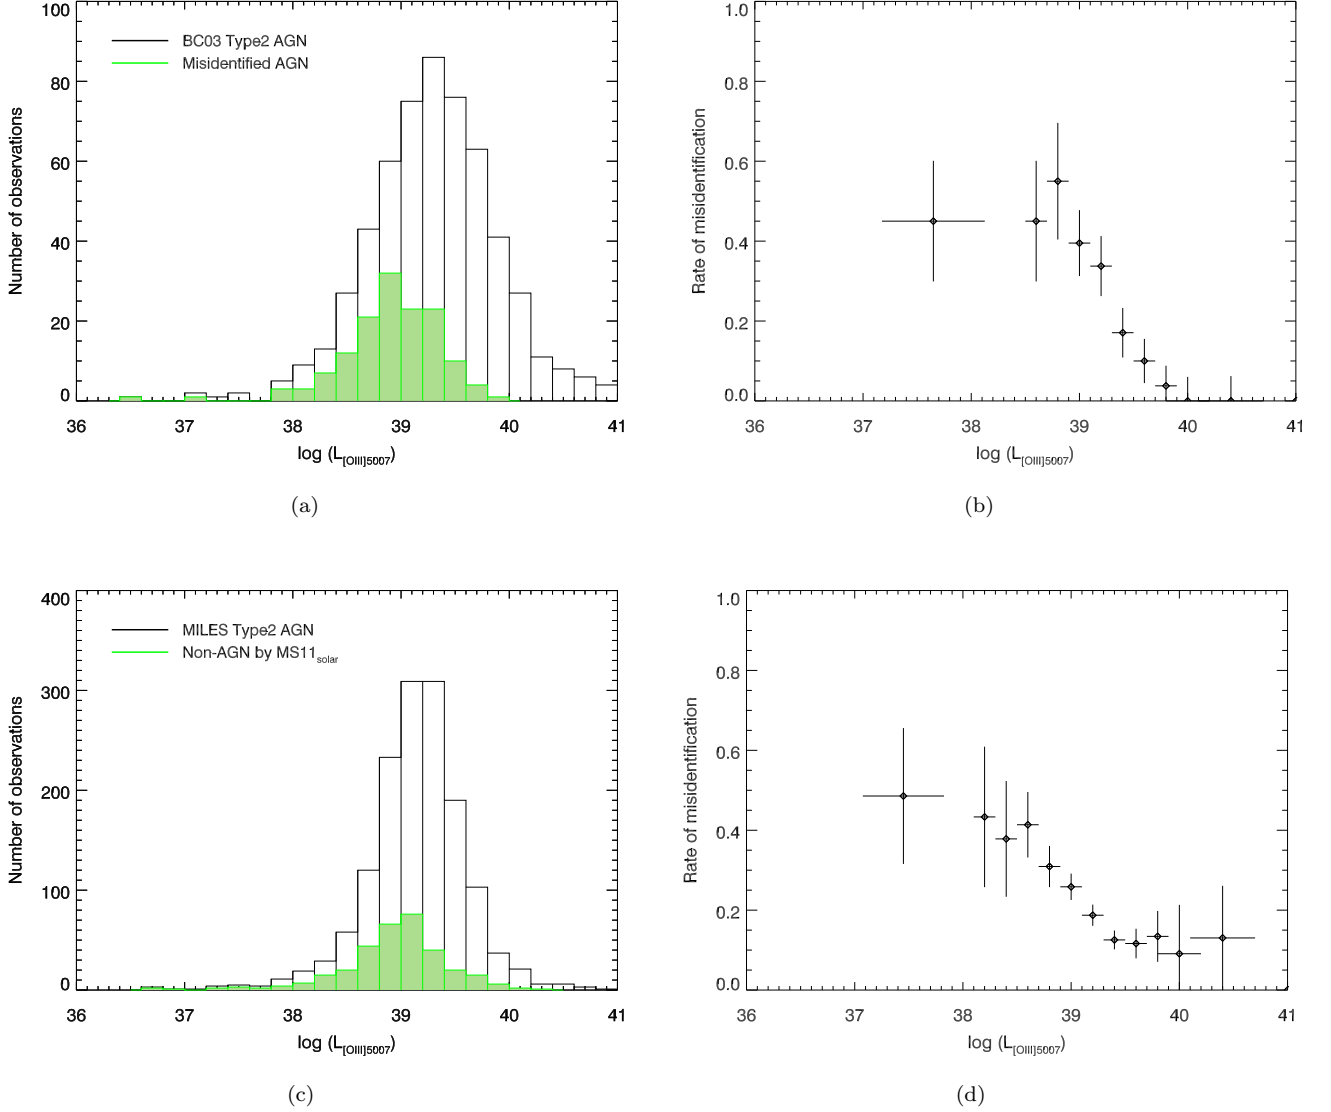 100
80
60
40
20
0
Number of observations
BC03 Type2 AGN
Misidentified AGN
36 37 38 39 40 41
log (L[OIII]5007)
(a)
1.0
0.8
0.6
0.4
0.2
0.0
Rate of misidentification
36 37 38 39 40 41
log (L[OIII]5007)
(b)
400
300
200
100
0
Number of observations
MILES Type2 AGN
Non-AGN by MS11solar
36 37 38 39 40 41
log (L[OIII]5007)
(c)
1.0
0.8
0.6
0.4
0.2
0.0
Rate of misidentification
36 37 38 39 40 41
log (L[OIII]5007)
(d)